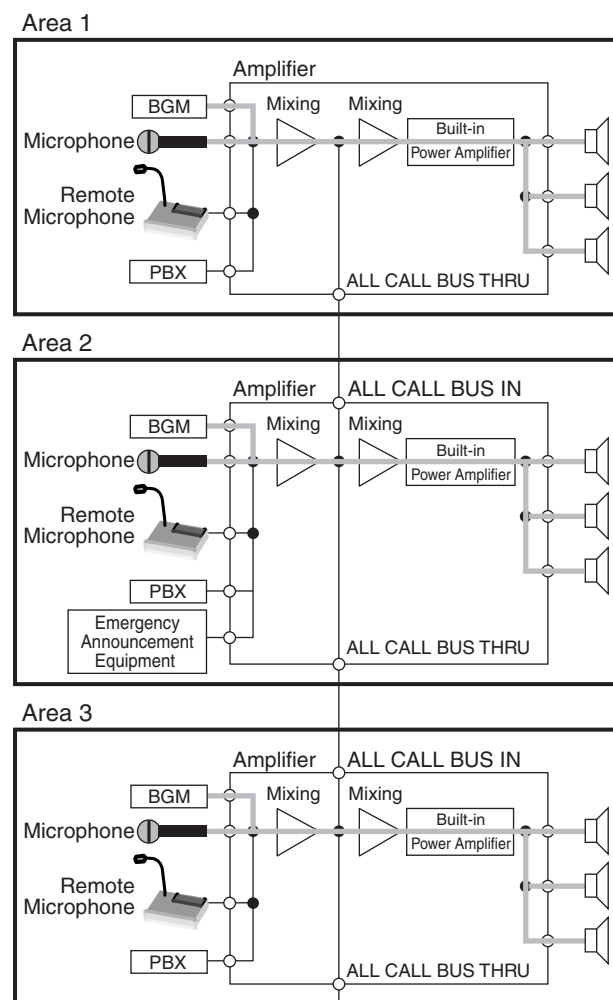 Area 1
Amplifier
BGM
Mixing
Mixing
Microphone
Built-in
Power Amplifier
Remote
Microphone
PBX
ALL CALL BUS THRU
Area 2
Amplifier
ALL CALL BUS IN
BGM
Mixing
Mixing
Microphone
Built-in
Power Amplifier
Remote
Microphone
PBX
Emergency
Announcement
Equipment
ALL CALL BUS THRU
Area 3
Amplifier
ALL CALL BUS IN
BGM
Mixing
Mixing
Microphone
Built-in
Power Amplifier
Remote
Microphone
PBX
ALL CALL BUS THRU